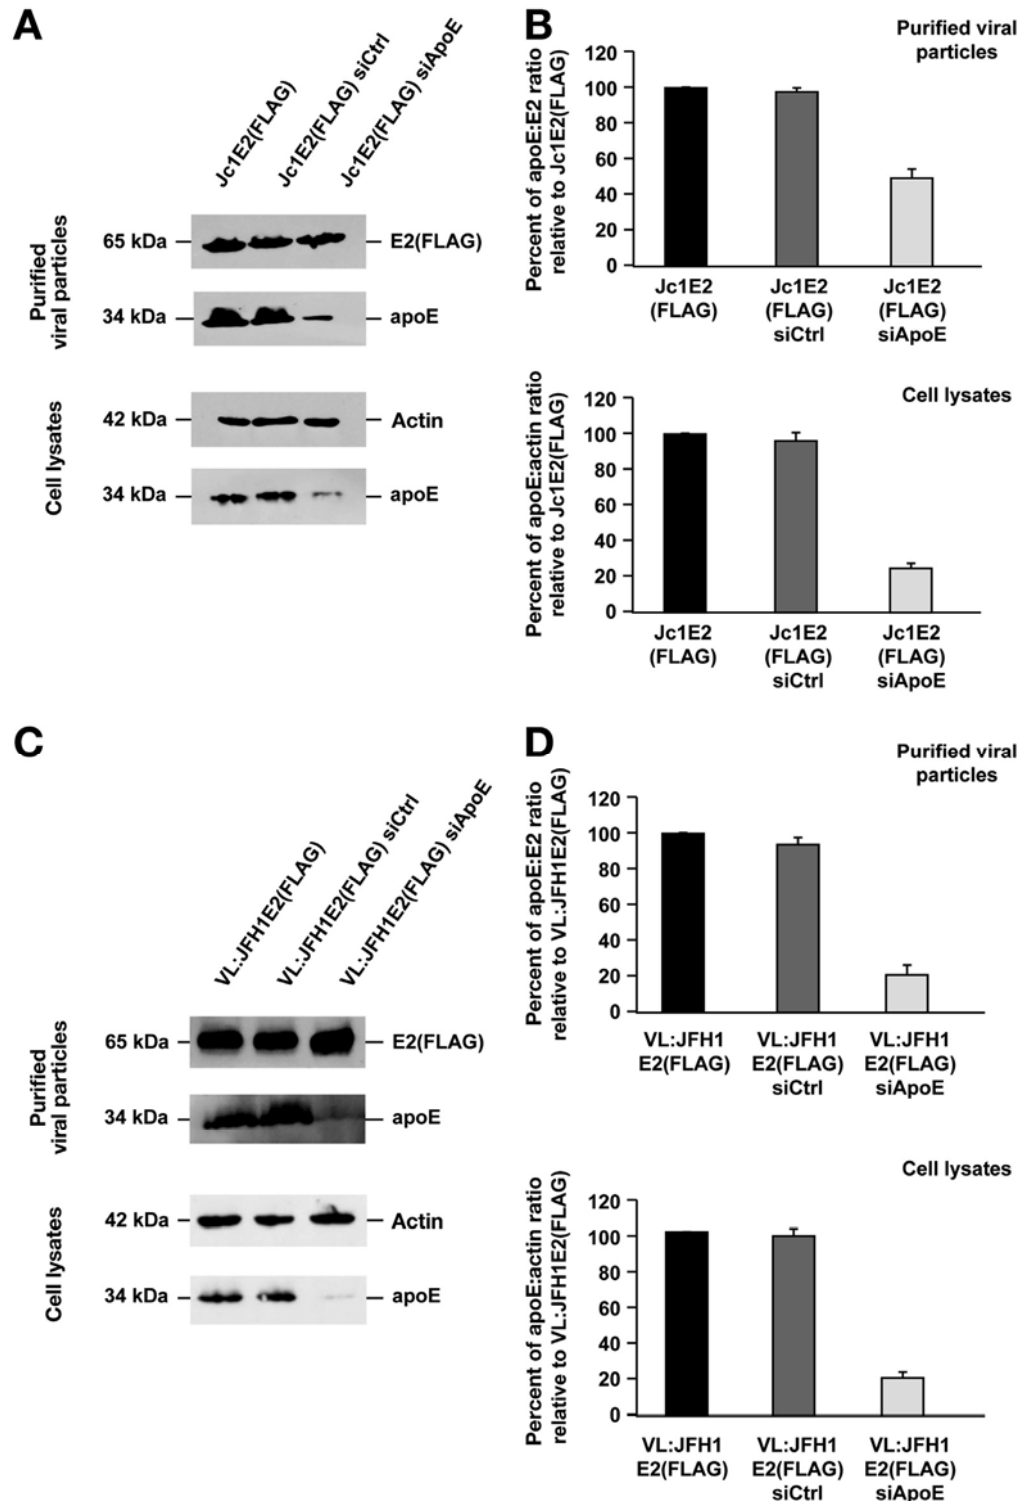 A
Jc1E2(FLAG)
Jc1E2(FLAG) siCtrl
Jc1E2(FLAG) siApoE
Purified
viral particles
65 kDa
E2(FLAG)
34 kDa
apoE
Cell lysates
42 kDa
Actin
34 kDa
apoE
B
Purified viral
particles
Percent of apoE:E2 ratio
relative to Jc1E2(FLAG)
120
100
80
60
40
20
0
Jc1E2
(FLAG)
Jc1E2
(FLAG)
siCtrl
Jc1E2
(FLAG)
siApoE
Cell lysates
Percent of apoE:actin ratio
relative to Jc1E2(FLAG)
120
100
80
60
40
20
0
Jc1E2
(FLAG)
Jc1E2
(FLAG)
siCtrl
Jc1E2
(FLAG)
siApoE
C
VL:JFH1E2(FLAG)
VL:JFH1E2(FLAG) siCtrl
VL:JFH1E2(FLAG) siApoE
Purified
viral particles
65 kDa
E2(FLAG)
34 kDa
apoE
Cell lysates
42 kDa
Actin
34 kDa
apoE
D
Purified viral
particles
Percent of apoE:E2 ratio
relative to VL:JFH1E2(FLAG)
120
100
80
60
40
20
0
VL:JFH1
E2(FLAG)
VL:JFH1
E2(FLAG)
siCtrl
VL:JFH1
E2(FLAG)
siApoE
Cell lysates
Percent of apoE:actin ratio
relative to VL:JFH1E2(FLAG)
120
100
80
60
40
20
0
VL:JFH1
E2(FLAG)
VL:JFH1
E2(FLAG)
siCtrl
VL:JFH1
E2(FLAG)
siApoE